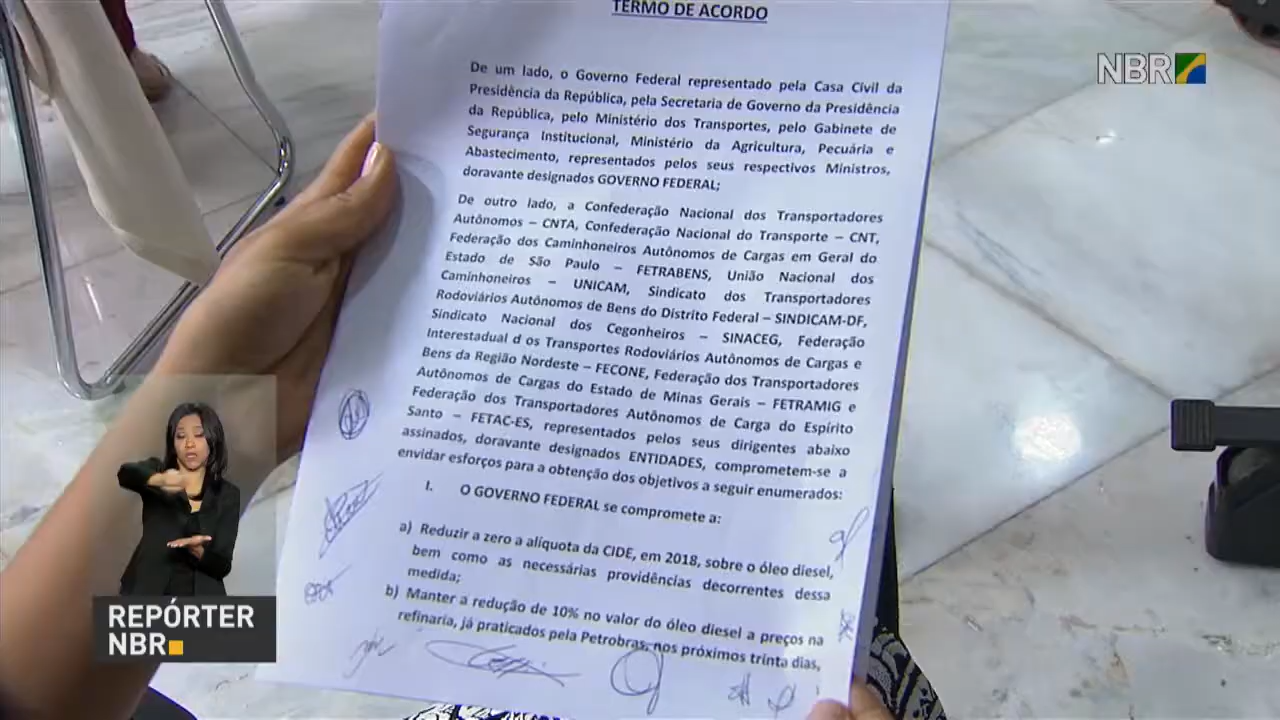 TERMO DE ACORDO
NBR
De um lado, o Governo Federal representado pela Casa Civil da
Presidência da República, pela Secretaria de Governo da Presidência
da República, pelo Ministério dos Transportes, pelo Gabinete de
Segurança Institucional, Ministério da Agricultura, Pecuária e
Abastecimento, representados pelos seus respectivos Ministros,
doravante designados GOVERNO FEDERAL;
De outro lado, a Confederação Nacional dos Transportadores
Autônomos – CNTA, Confederação Nacional do Transporte – CNT,
Federação dos Caminhoneiros Autônomos de Cargas em Geral do
Estado de São Paulo – FETRABENS, União Nacional dos
Caminhoneiros – UNICAM, Sindicato dos Transportadores
Rodoviários Autônomos de Bens do Distrito Federal – SINDICAM-DF,
Sindicato Nacional dos Cegonheiros – SINACEG, Federação
Interestadual d os Transportes Rodoviários Autônomos de Cargas e
Bens da Região Nordeste – FECONE, Federação dos Transportadores
Autônomos de Cargas do Estado de Minas Gerais – FETRAMIG e
Federação dos Transportadores Autônomos de Carga do Espírito
Santo – FETAC-ES, representados pelos seus dirigentes abaixo
assinados, doravante designados ENTIDADES, comprometem-se a
envidar esforços para a obtenção dos objetivos a seguir enumerados:
I. O GOVERNO FEDERAL se compromete a:
a) Reduzir a zero a alíquota da CIDE, em 2018, sobre o óleo diesel,
bem como as necessárias providências decorrentes dessa
medida;
b) Manter a redução de 10% no valor do óleo diesel a preços na
refinaria, já praticados pela Petrobras, nos próximos trinta dias,
REPÓRTER
NBR